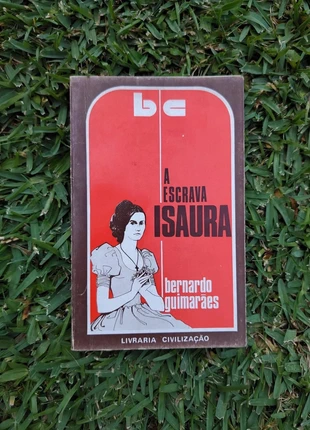 bc
A
ESCRAVA
ISAURA
bernardo
guimarães
LIVRARIA CIVILIZAÇÃO